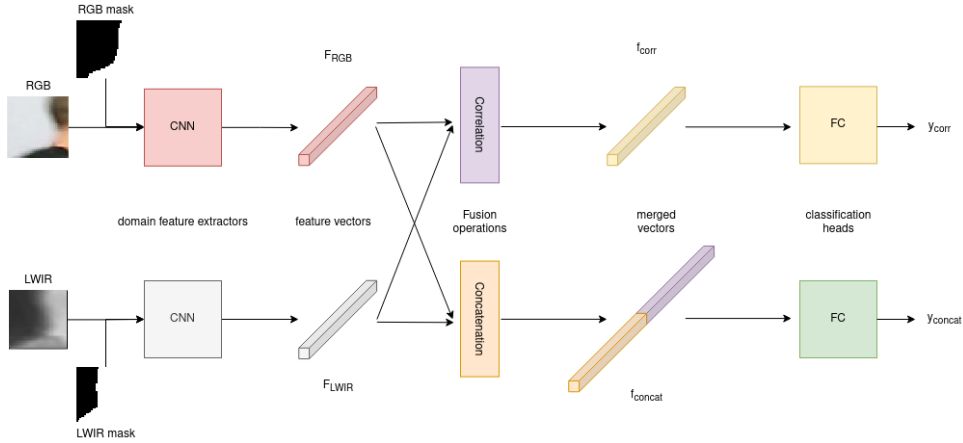 RGB mask
RGB
CNN
F_RGB
Correlation
f_corr
FC
y_corr
domain feature extractors
feature vectors
Fusion
operations
merged
vectors
classification
heads
LWIR
CNN
F_LWIR
Concatenation
f_concat
FC
y_concat
LWIR mask